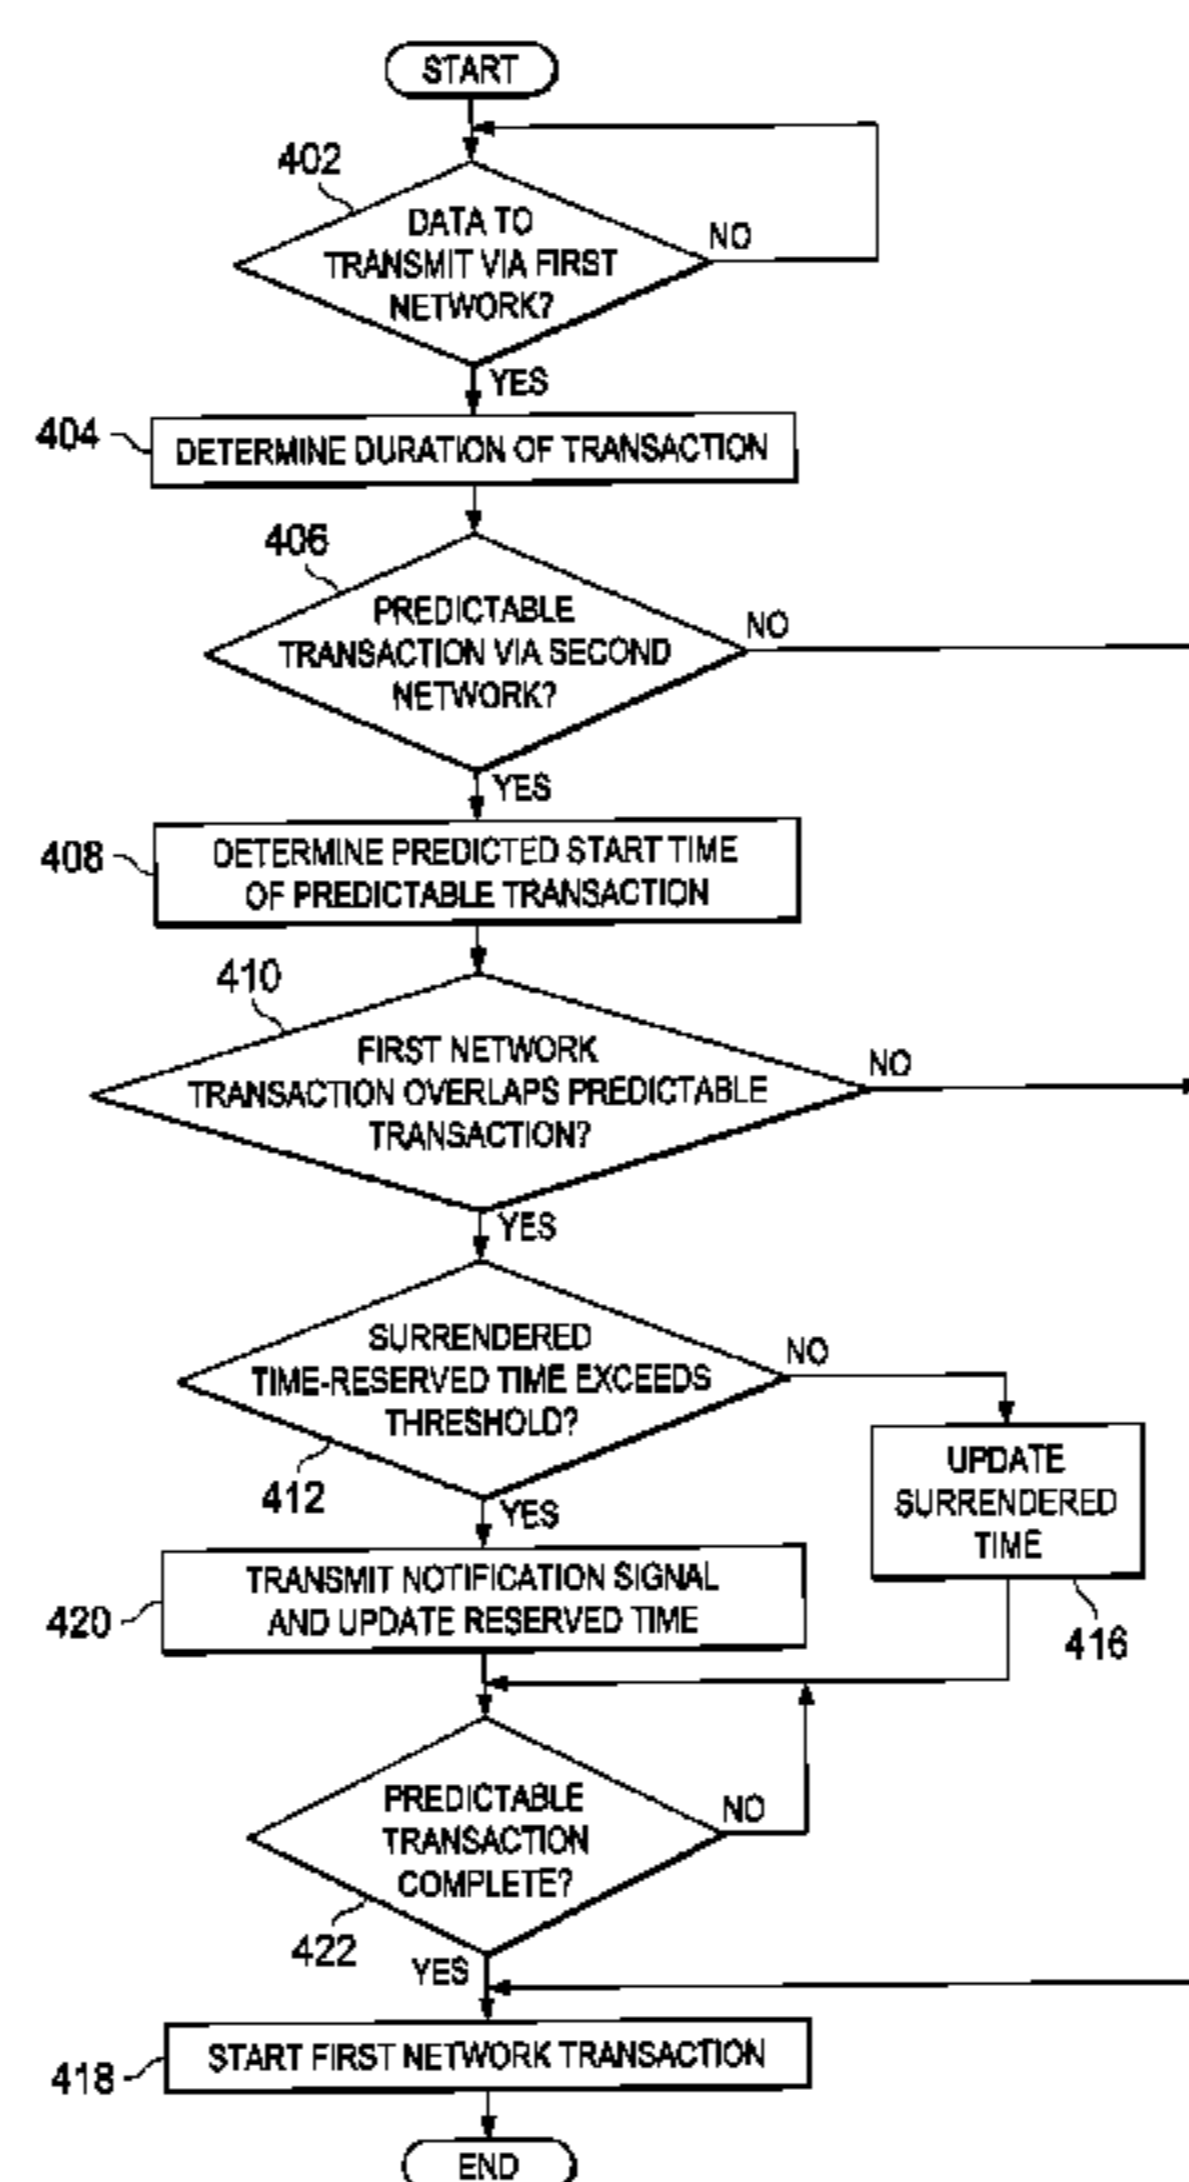 START
402
DATA TO
TRANSMIT VIA FIRST
NETWORK?
NO
YES
404
DETERMINE DURATION OF TRANSACTION
406
PREDICTABLE
TRANSACTION VIA SECOND
NETWORK?
NO
YES
408
DETERMINE PREDICTED START TIME
OF PREDICTABLE TRANSACTION
410
FIRST NETWORK
TRANSACTION OVERLAPS PREDICTABLE
TRANSACTION?
NO
YES
SURRENDERED
TIME-RESERVED TIME EXCEEDS
THRESHOLD?
NO
412
YES
UPDATE
SURRENDERED
TIME
416
420
TRANSMIT NOTIFICATION SIGNAL
AND UPDATE RESERVED TIME
PREDICTABLE
TRANSACTION
COMPLETE?
NO
422
YES
418
START FIRST NETWORK TRANSACTION
END